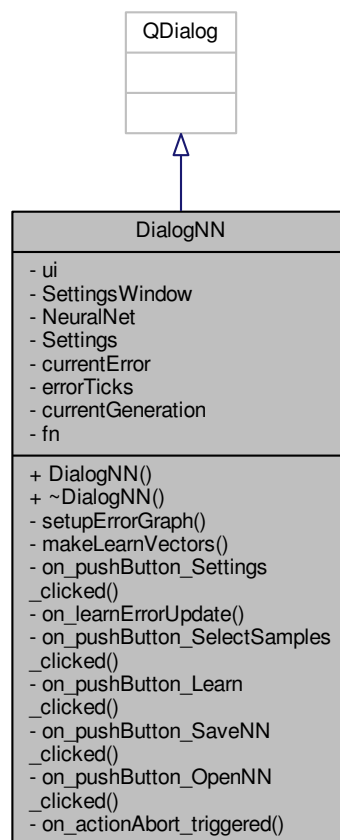 QDialog
DialogNN
- ui
- SettingsWindow
- NeuralNet
- Settings
- currentError
- errorTicks
- currentGeneration
- fn
+ DialogNN()
+ ~DialogNN()
- setupErrorGraph()
- makeLearnVectors()
- on_pushButton_Settings
_clicked()
- on_learnErrorUpdate()
- on_pushButton_SelectSamples
_clicked()
- on_pushButton_Learn
_clicked()
- on_pushButton_SaveNN
_clicked()
- on_pushButton_OpenNN
_clicked()
- on_actionAbort_triggered()